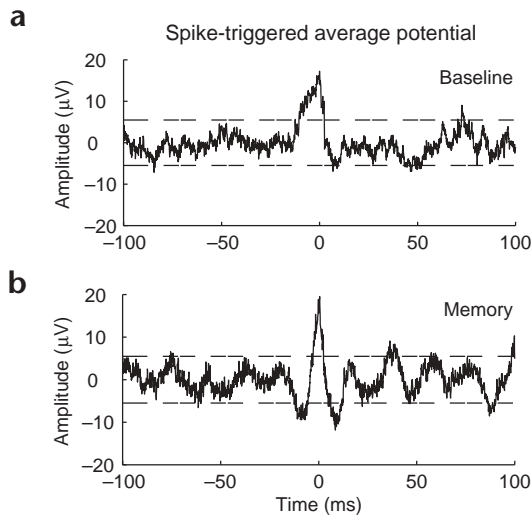 a
Spike-triggered average potential
Baseline
Amplitude (µV)
20
10
0
–10
–20
–100
–50
0
50
100
b
Memory
Amplitude (µV)
20
10
0
–10
–20
–100
–50
0
50
100
Time (ms)